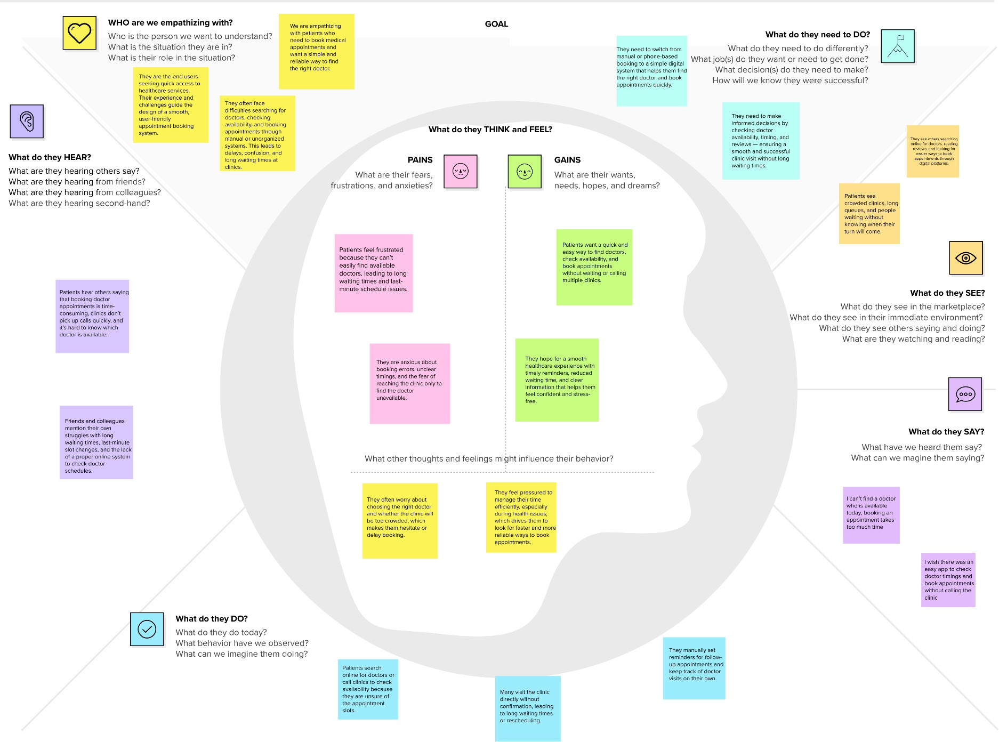 GOAL
WHO are we empathizing with?
Who is the person we want to understand?
What is the situation they are in?
What is their role in the situation?
We are empathizing
with patients who
need to book medical
appointments and
want a simple and
reliable way to find
the right doctor.
They are the end users
seeking quick access to
healthcare services.
Their experience and
challenges guide the
design of a smooth,
user-friendly
appointment booking
system.
They often face
difficulties searching for
doctors, checking
availability, and booking
appointments through
manual or unorganized
systems. This leads to
delays, confusion, and
long waiting times at
clinics.
What do they need to DO?
What do they need to do differently?
What job(s) do they want or need to get done?
What decision(s) do they need to make?
How will we know they were successful?
They need to switch from
manual or phone-based
booking to a simple digital
system that helps them find
the right doctor and book
appointments quickly.
They need to make
informed decisions by
checking doctor
availability, timing, and
reviews — ensuring a
smooth and successful
clinic visit without long
waiting times.
They see others searching
online for doctors, reading
reviews, and looking for
easier ways to book
appointments through
digital platforms.
Patients see
crowded clinics, long
queues, and people
waiting without
knowing when their
turn will come.
What do they SEE?
What do they see in the marketplace?
What do they see in their immediate environment?
What do they see others saying and doing?
What are they watching and reading?
What do they SAY?
What have we heard them say?
What can we magine them saying?
I can't find a doctor
who is available
today; booking an
appointment takes
too much time
I wish there was an
easy app to check
doctor timings and
book appointments
without calling the
clinic
What do they DO?
What do they do today?
What behavior have we observed?
What can we imagine them doing?
Patients search
online for doctors or
call clinics to check
availability because
they are unsure of
the appointment
slots.
Many visit the clinic
directly without
confirmation, leading
to long waiting times
or rescheduling.
They manually set
reminders for follow-
up appointments and
keep track of doctor
visits on their own.
What do they HEAR?
What are they hearing others say?
What are they hearing from friends?
What are they hearing from colleagues?
What are they hearing second-hand?
Patients hear others saying
that booking doctor
appointments is time-
consuming, clinics don't
pick up calls quickly, and
it's hard to know which
doctor is available.
Friends and colleagues
mention their own
struggles with long
waiting times, last-minute
slot changes, and the lack
of a proper online system
to check doctor
schedules.
What do they THINK and FEEL?
PAINS
What are their fears,
frustrations, and anxieties?
Patients feel frustrated
because they can't
easily find available
doctors, leading to long
waiting times and last-
minute schedule issues.
They are anxious about
booking errors, unclear
timings, and the fear of
reaching the clinic only to
find the doctor
unavailable.
GAINS
What are their wants,
needs, hopes, and dreams?
Patients want a quick and
easy way to find doctors,
check availability, and
book appointments
without waiting or calling
multiple clinics.
They hope for a smooth
healthcare experience with
timely reminders, reduced
waiting time, and clear
information that helps them
feel confident and stress-
free.
What other thoughts and feelings might influence their behavior?
They often worry about
choosing the right doctor
and whether the clinic will
be too crowded, which
makes them hesitate or
delay booking.
They feel pressured to
manage their time
efficiently, especially
during health issues,
which drives them to
look for faster and more
reliable ways to book
appointments.